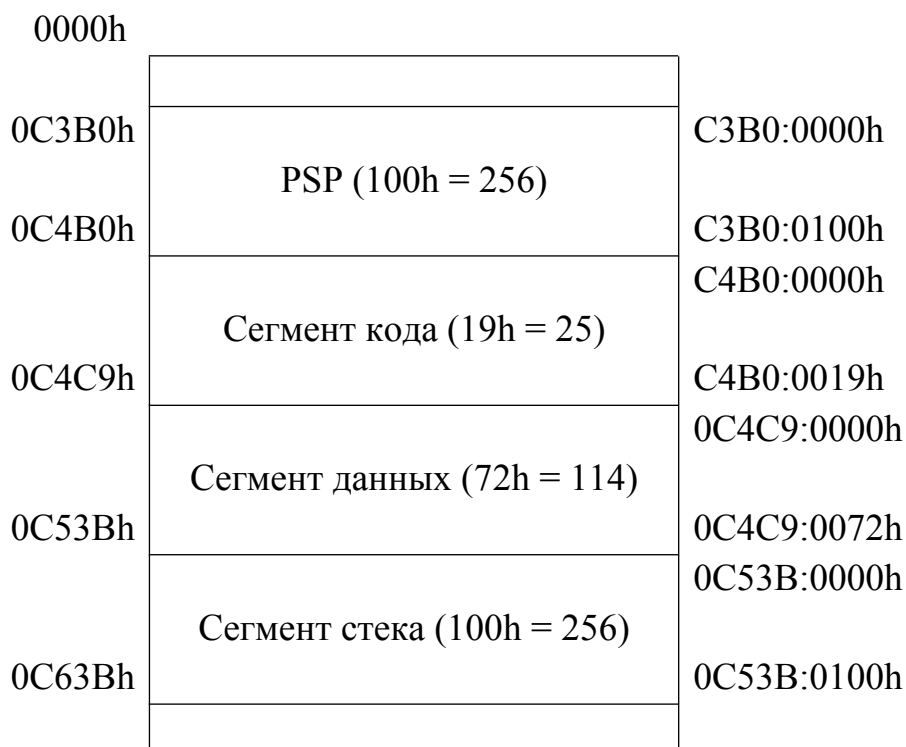 0000h
0C3B0h
C3B0:0000h
PSP (100h = 256)
0C4B0h
C3B0:0100h
C4B0:0000h
Сегмент кода (19h = 25)
0C4C9h
C4B0:0019h
0C4C9:0000h
Сегмент данных (72h = 114)
0C53Bh
0C4C9:0072h
0C53B:0000h
Сегмент стека (100h = 256)
0C63Bh
0C53B:0100h